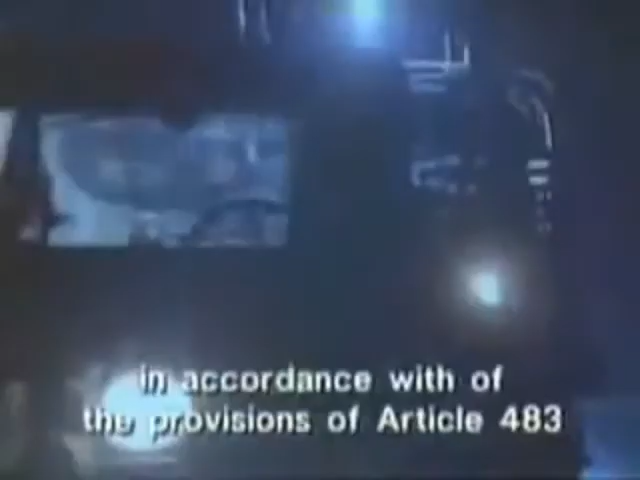 in accordance with of
the provisions of Article 483